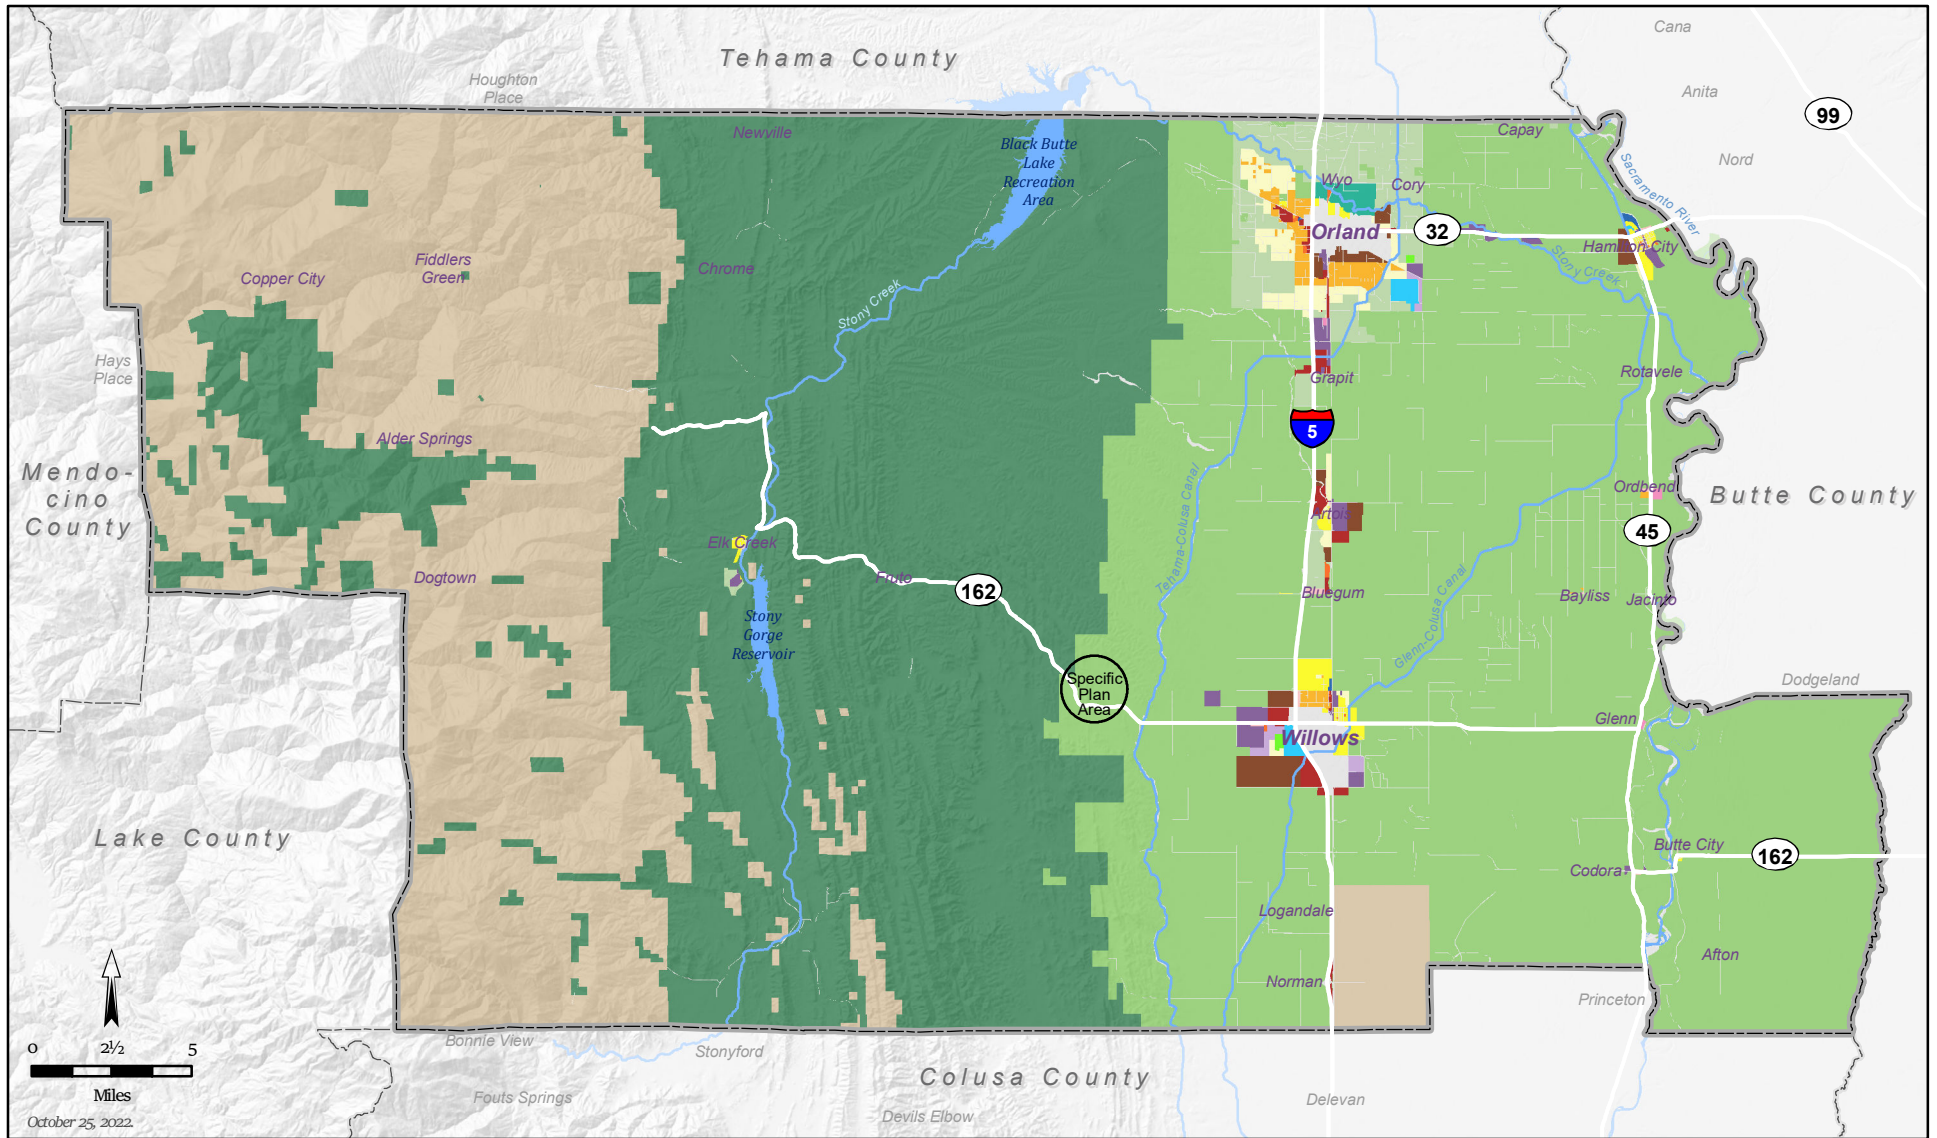 Cana
Tehama County
Houghton
Place
Anita
99
Newville
Capay
Black Butte
Lake
Recreation
Area
Nord
Sacramento River
Wyo
Cory
Orland
32
Hamilton City
Stony Creek
Chrome
Fiddlers
Green
Copper City
Stony Creek
Hays
Place
Rotavele
Grapit
5
Alder Springs
Mendo-
cino
County
Tehama-Colusa Canal
Ordbend
Butte County
Artois
45
Elk Creek
Dogtown
Fruto
162
Glenn-Colusa Canal
Bluegum
Bayliss
Jacinto
Stony
Gorge
Reservoir
Specific
Plan
Area
Dodgeland
Glenn
Willows
Lake County
Butte City
162
Codora
Logandale
Afton
Norman
Princeton
0 2½ 5
Miles
October 25, 2022.
Bonnie View
Stonyford
Colusa County
Fouts Springs
Devils Elbow
Delevan